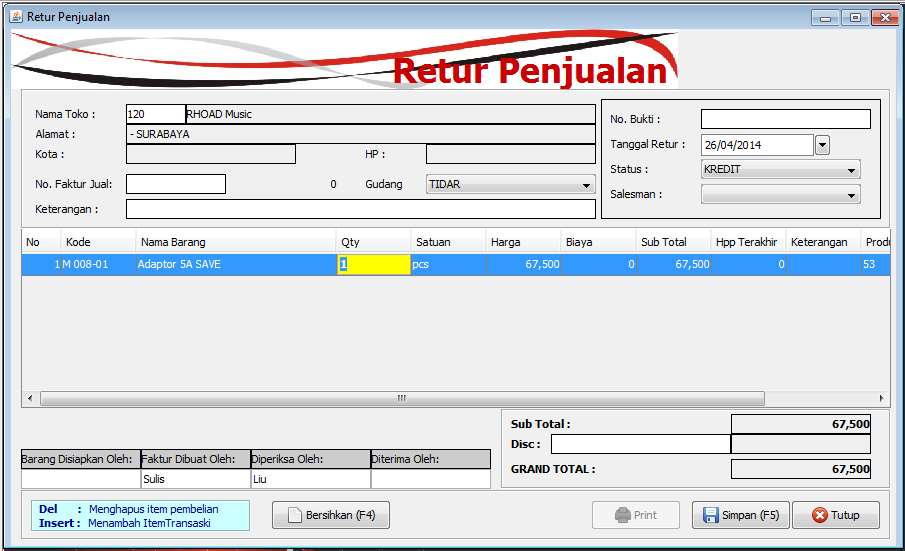 Retur Penjualan
Retur Penjualan
Nama Toko : 120 RHOAD Music
Alamat : - SURABAYA
Kota : HP :
No. Faktur Jual: 0 Gudang TIDAR
Keterangan :
No. Bukti :
Tanggal Retur : 26/04/2014
Status : KREDIT
Salesman :
No Kode Nama Barang Qty Satuan Harga Biaya Sub Total Hpp Terakhir Keterangan Produ
1 M 008-01 Adaptor 5A SAVE 1 pcs 67,500 0 67,500 0 53
Sub Total : 67,500
Disc :
GRAND TOTAL : 67,500
Barang Disiapkan Oleh: Faktur Dibuat Oleh: Diperiksa Oleh: Diterima Oleh:
Sulis Liu
Del : Menghapus item pembelian
Insert : Menambah ItemTransaski
Bersihkan (F4) Print Simpan (F5) Tutup